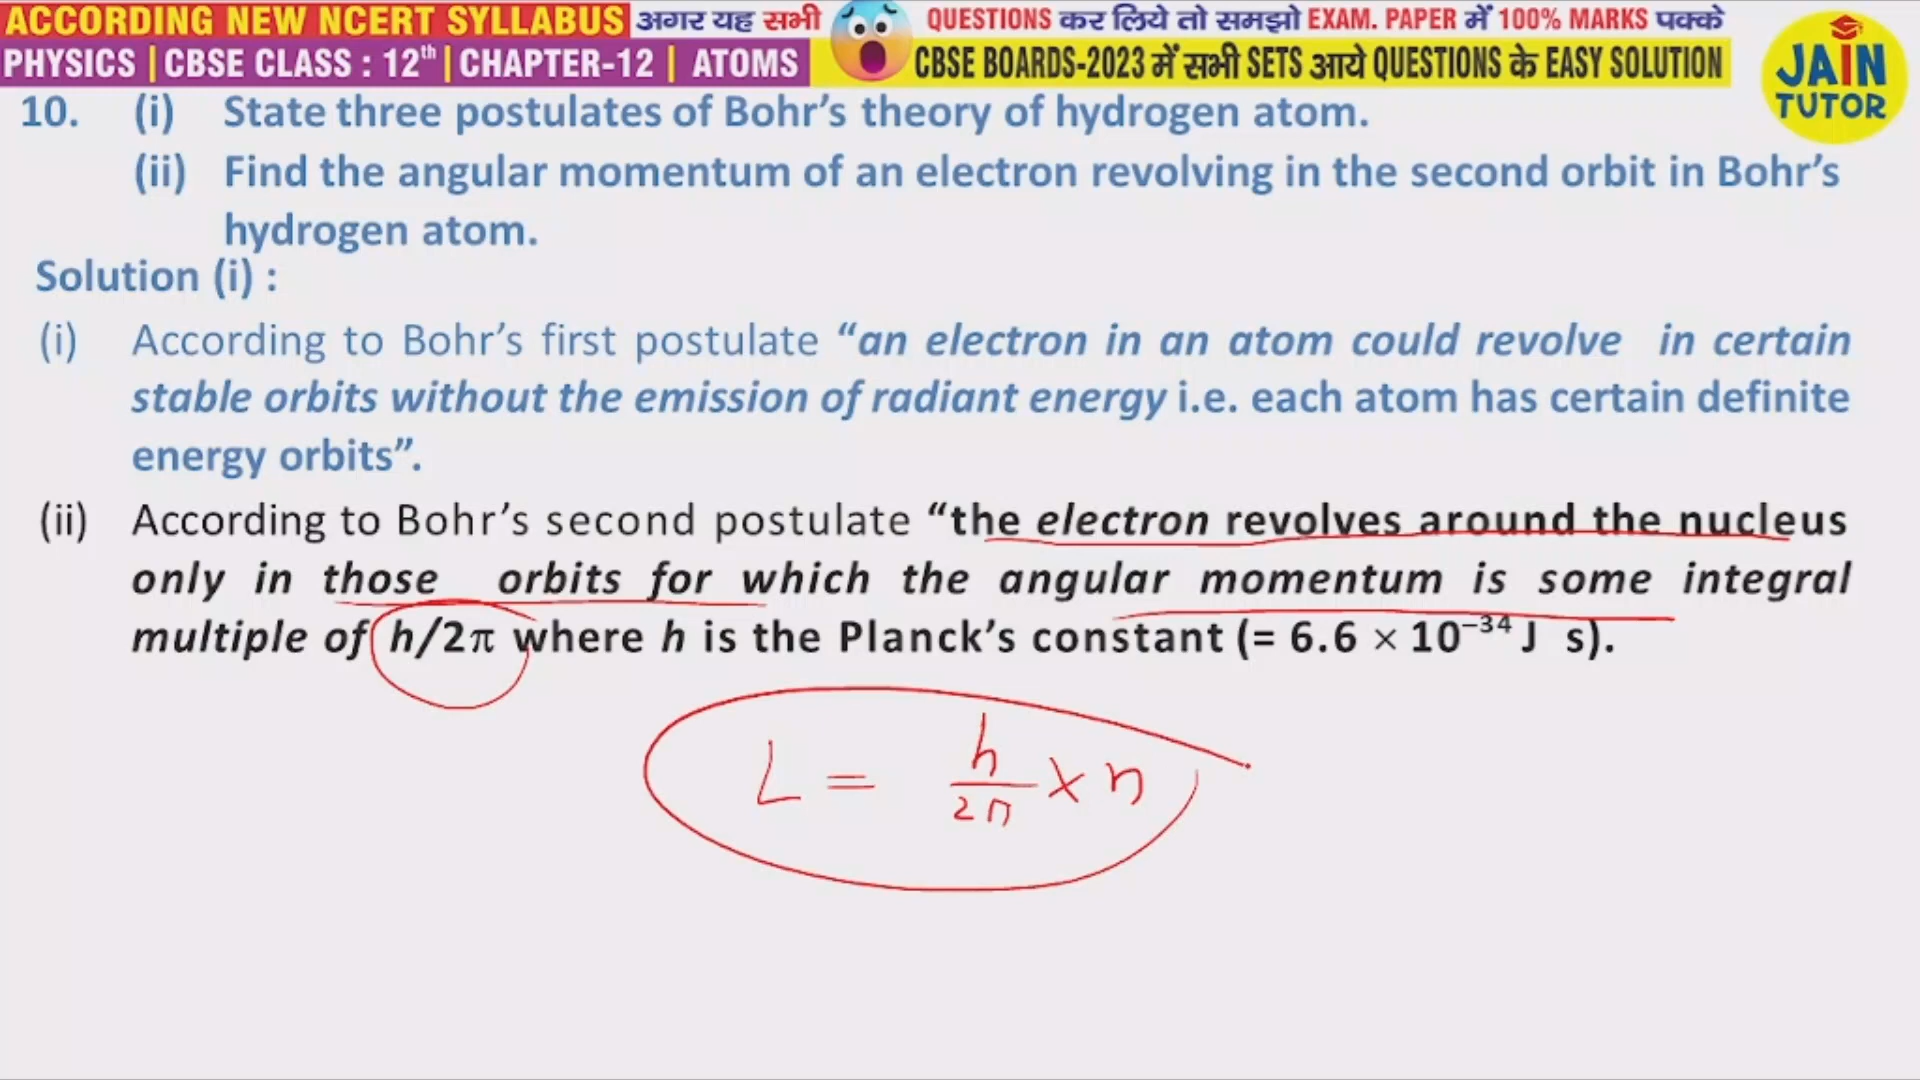 ACCORDING NEW NCERT SYLLABUS अगर यह सभी QUESTIONS कर लिये तो समझो EXAM. PAPER में 100% MARKS पक्के
PHYSICS | CBSE CLASS : 12th | CHAPTER-12 | ATOMS CBSE BOARDS-2023 में सभी SETS आये QUESTIONS के EASY SOLUTION
JAIN
TUTOR
10. (i) State three postulates of Bohr’s theory of hydrogen atom.
(ii) Find the angular momentum of an electron revolving in the second orbit in Bohr’s
hydrogen atom.
Solution (i) :
(i) According to Bohr’s first postulate “an electron in an atom could revolve in certain
stable orbits without the emission of radiant energy i.e. each atom has certain definite
energy orbits”.
(ii) According to Bohr’s second postulate “the electron revolves around the nucleus
only in those orbits for which the angular momentum is some integral
multiple of h/2π where h is the Planck’s constant (= 6.6 × 10⁻³⁴ J s).
L = h/2π × n